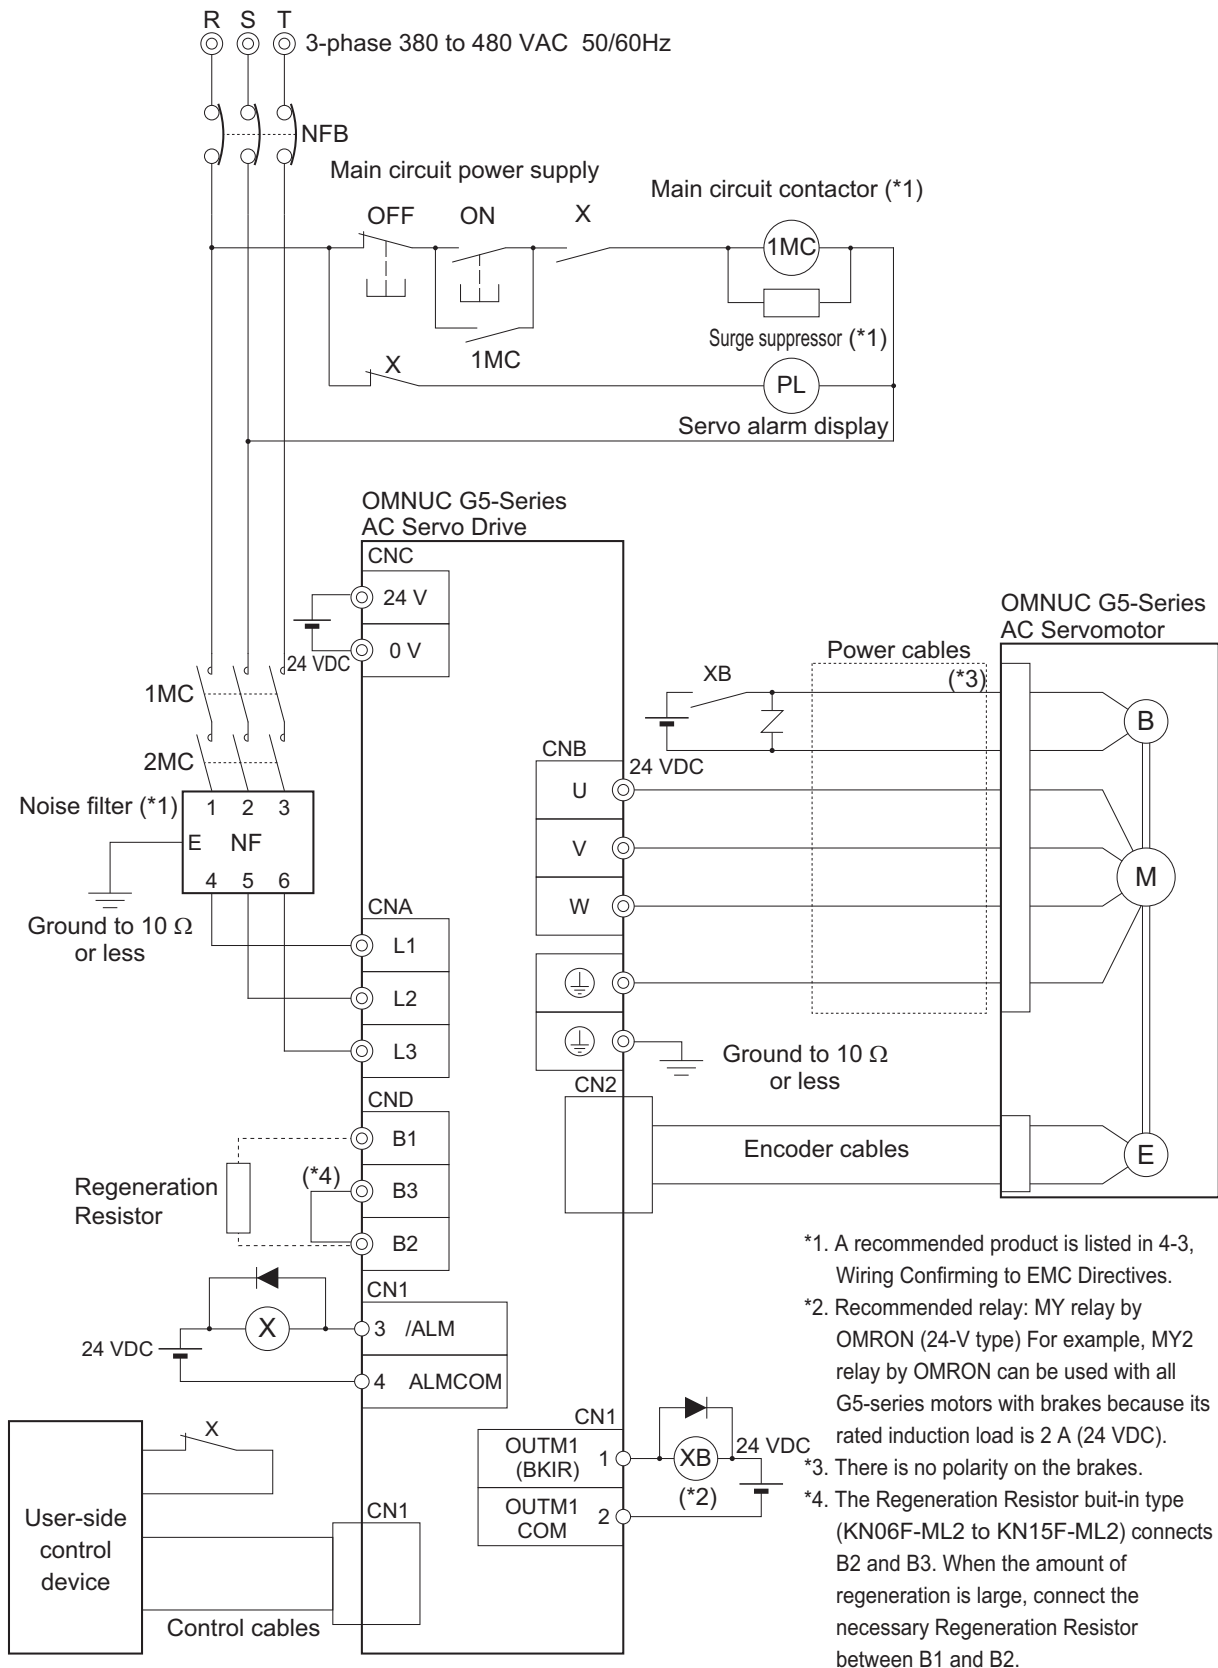 R S T
3-phase 380 to 480 VAC 50/60Hz
NFB
Main circuit power supply
Main circuit contactor (*1)
OFF ON X
1MC
Surge suppressor (*1)
1MC
X
PL
Servo alarm display
OMNUC G5-Series
AC Servo Drive
CNC
24 V
0 V
24 VDC
1MC
2MC
Noise filter (*1)
1 2 3
E NF
4 5 6
Ground to 10 Ω
or less
CNA
L1
L2
L3
CND
B1
B3
B2
(*4)
Regeneration
Resistor
CN1
X
3 /ALM
24 VDC
4 ALMCOM
X
User-side
control
device
CN1
Control cables
OMNUC G5-Series
AC Servomotor
Power cables
(*3)
XB
24 VDC
B
CNB
U
V
W
M
Ground to 10 Ω
or less
CN2
Encoder cables
E
CN1
OUTM1
(BKIR)
1
XB
24 VDC
(*2)
OUTM1
COM
2
*1. A recommended product is listed in 4-3,
Wiring Confirming to EMC Directives.
*2. Recommended relay: MY relay by
OMRON (24-V type) For example, MY2
relay by OMRON can be used with all
G5-series motors with brakes because its
rated induction load is 2 A (24 VDC).
*3. There is no polarity on the brakes.
*4. The Regeneration Resistor buit-in type
(KN06F-ML2 to KN15F-ML2) connects
B2 and B3. When the amount of
regeneration is large, connect the
necessary Regeneration Resistor
between B1 and B2.